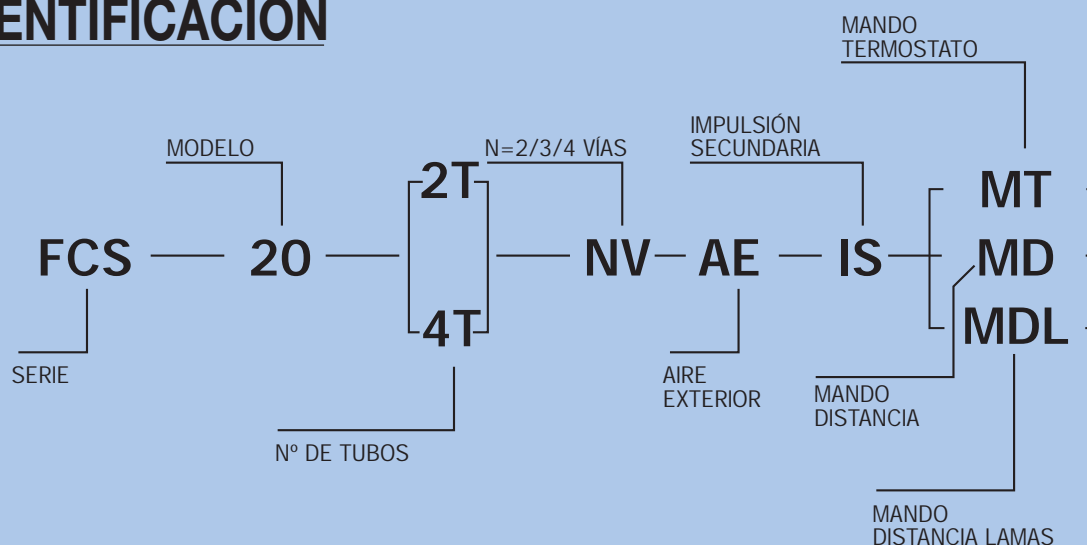 ENTIFICACIÓN
MANDO
TERMOSTATO
MODELO
N=2/3/4 VÍAS
IMPULSIÓN
SECUNDARIA
2T
MT
FCS
20
NV
AE
IS
MD
4T
MDL
SERIE
AIRE
EXTERIOR
MANDO
DISTANCIA
Nº DE TUBOS
MANDO
DISTANCIA LAMAS